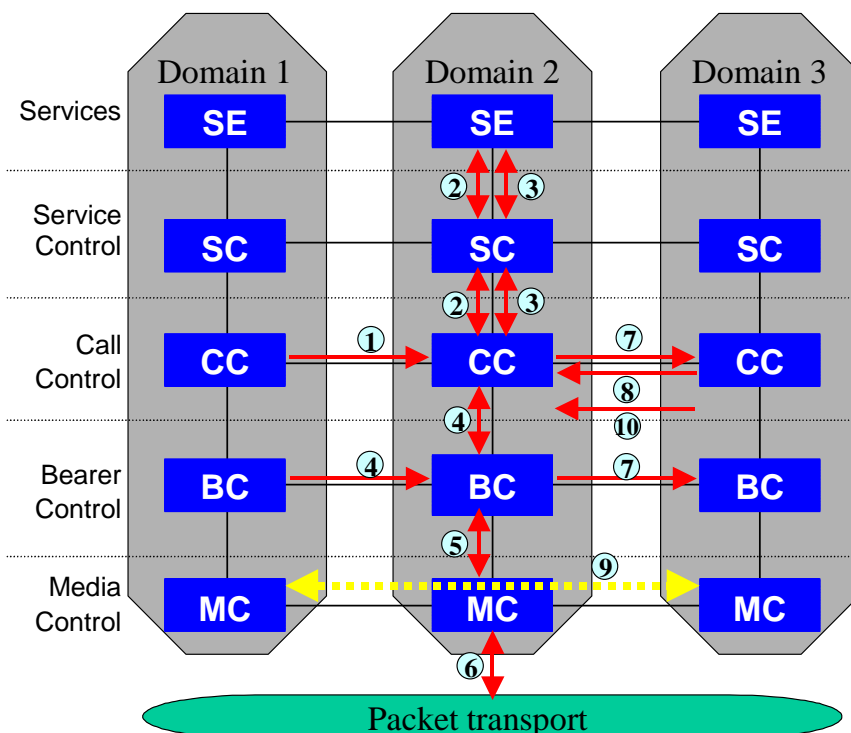 Domain 1 Domain 2 Domain 3
Services SE SE SE
② ③
Service
Control SC SC SC
② ③
Call
Control CC ① CC ⑦ CC
⑧
④ ⑩
Bearer
Control BC ④ BC ⑦ BC
⑤ ⑨
Media
Control MC MC MC
⑥
Packet transport